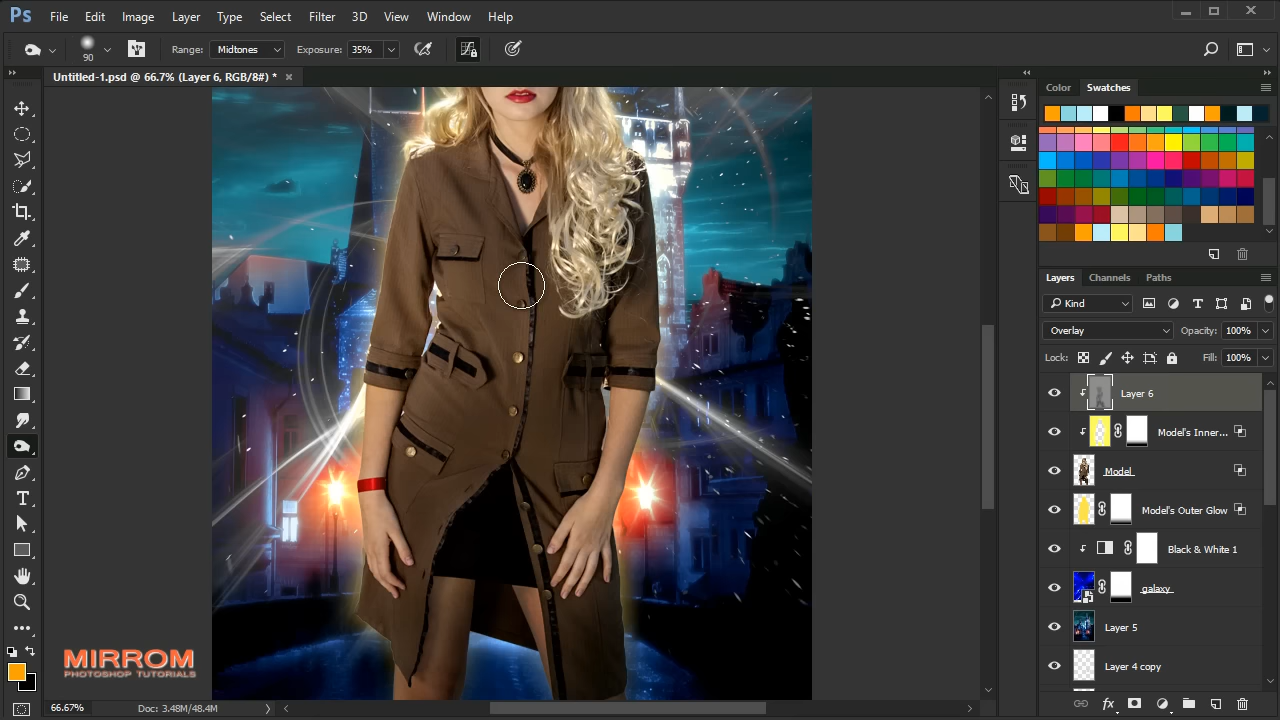 Ps File Edit Image Layer Type Select Filter 3D View Window Help
90 Range: Midtones Exposure: 35%
Untitled-1.psd @ 66.7% (Layer 6, RGB/8#) * ×
Color Swatches
Layers Channels Paths
Kind
Overlay Opacity: 100%
Lock: Fill: 100%
Layer 6
Model's Inner...
Model
Model's Outer Glow
Black & White 1
galaxy
Layer 5
Layer 4 copy
fx
MIRROM
PHOTOSHOP TUTORIALS
66.67% Doc: 3.48M/48.4M